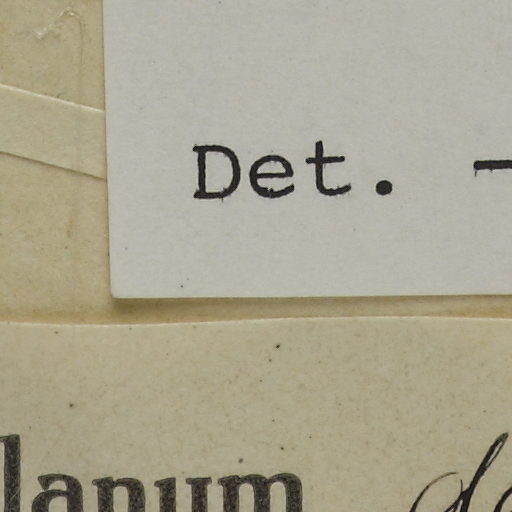 Det. -
lanum